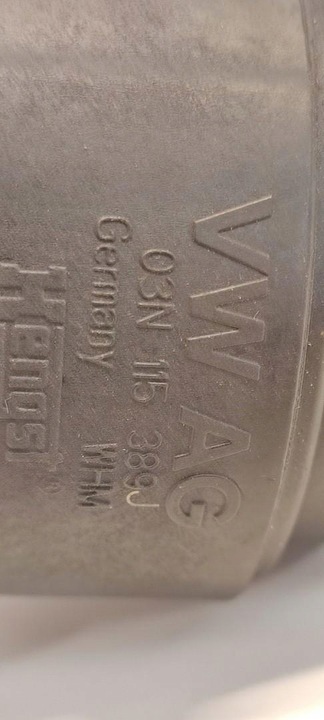 VW AG
03N 115 389J
Germany WHM
Hengst®